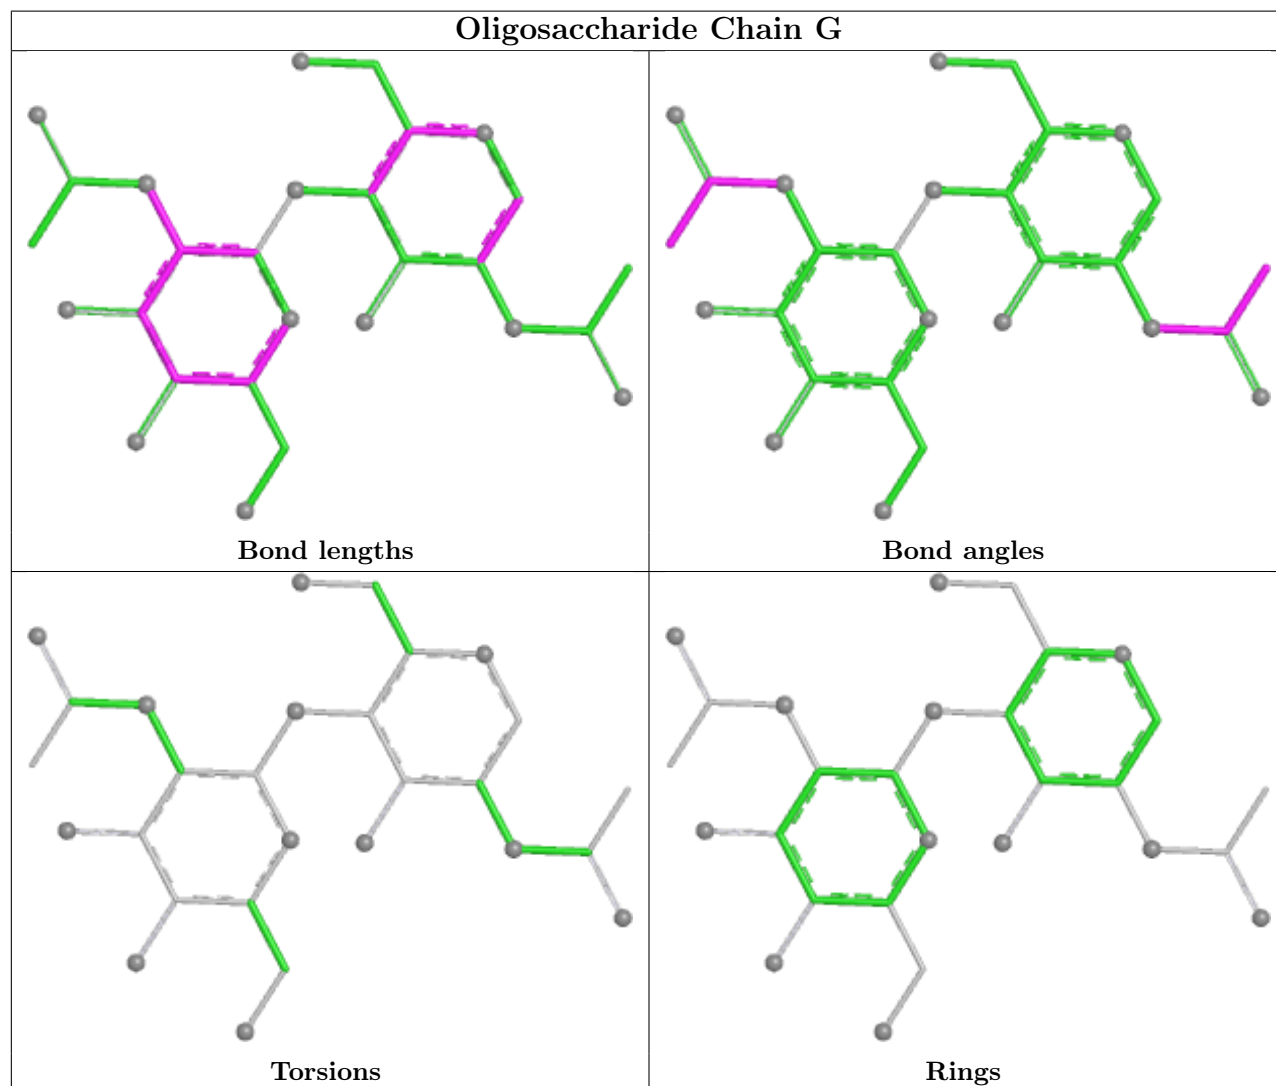 Oligosaccharide Chain G
Bond lengths
Bond angles
Torsions
Rings